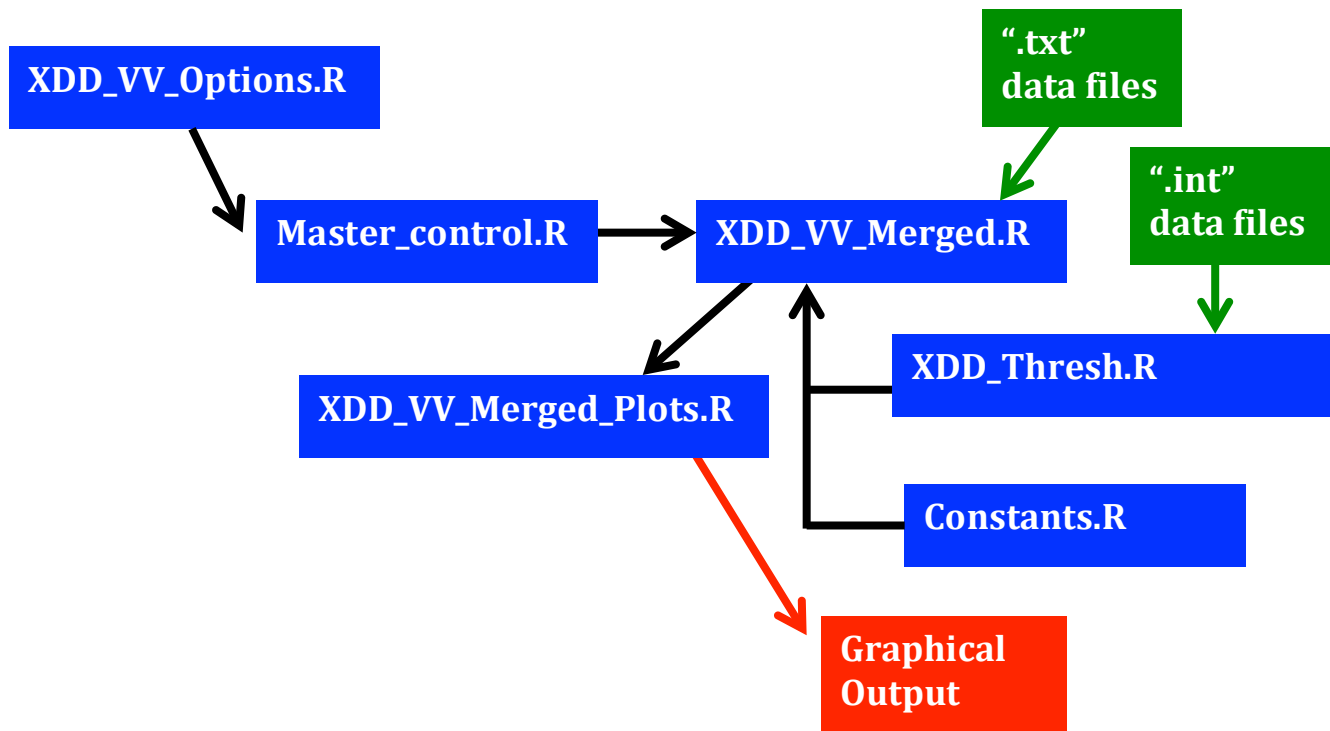 XDD_VV_Options.R
“.txt”
data files
“.int”
data files
Master_control.R
XDD_VV_Merged.R
XDD_Thresh.R
XDD_VV_Merged_Plots.R
Constants.R
Graphical
Output